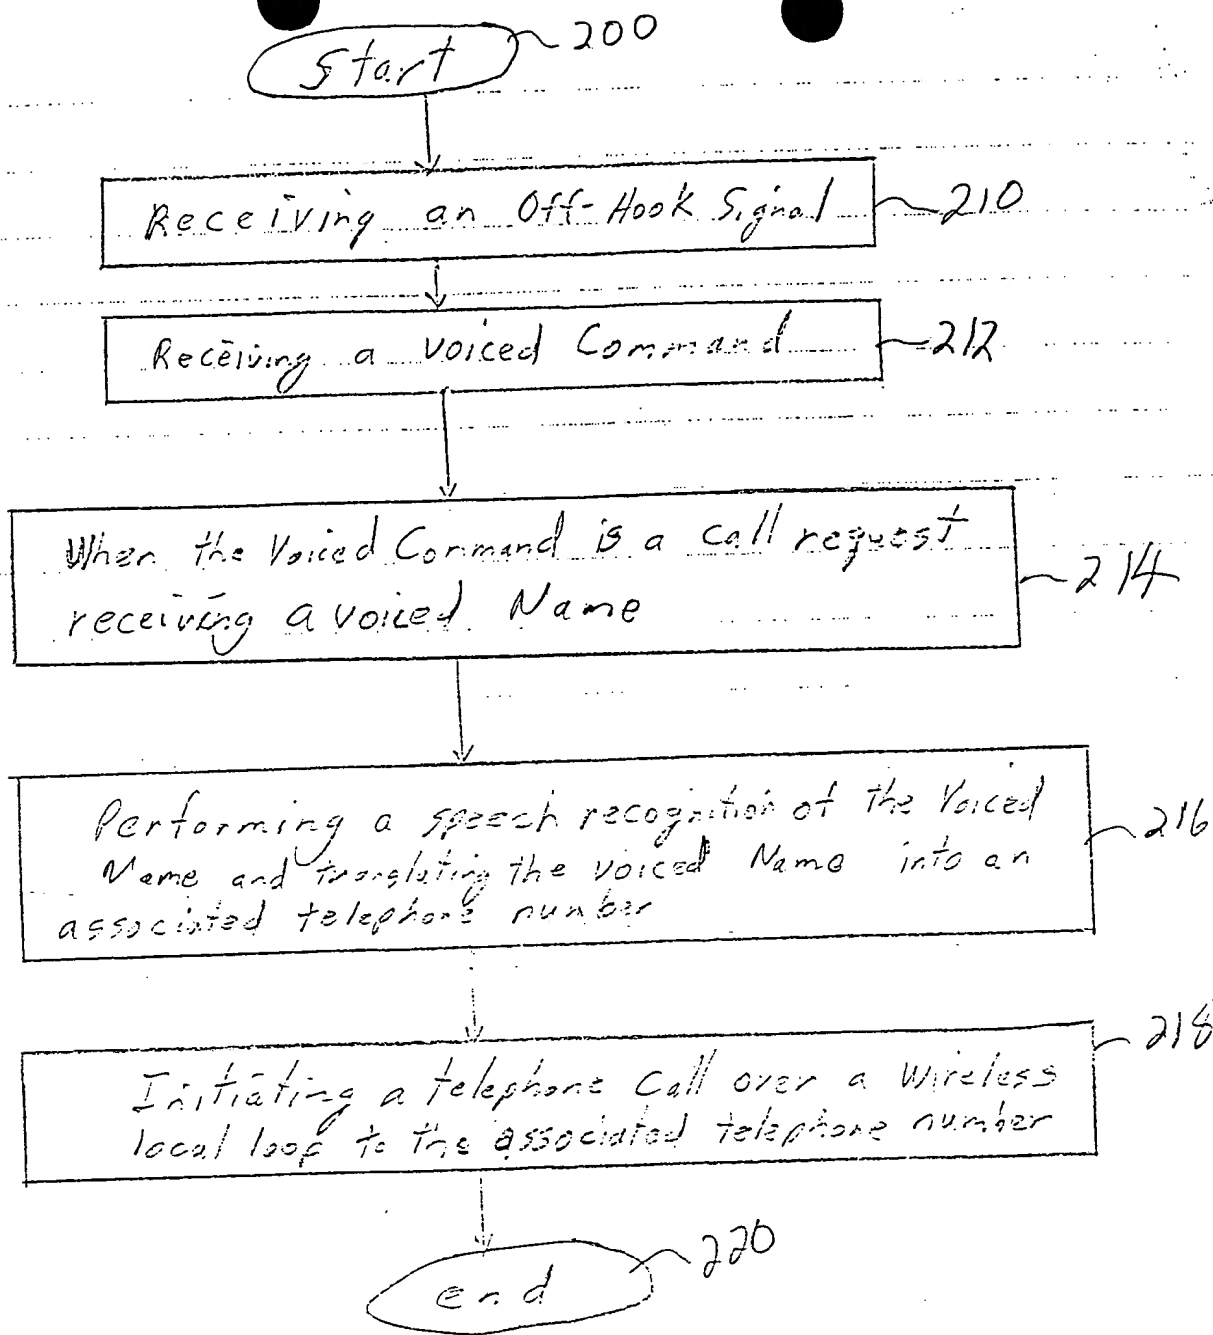 Start 200
Receiving an Off-Hook Signal 210
Receiving a Voiced Command 212
When the Voiced Command is a call request
receiving a voiced Name 214
Performing a speech recognition of the Voiced
Name and translating the voiced Name into an 216
associated telephone number
Initiating a telephone Call over a Wireless 218
local loop to the associated telephone number
end 220